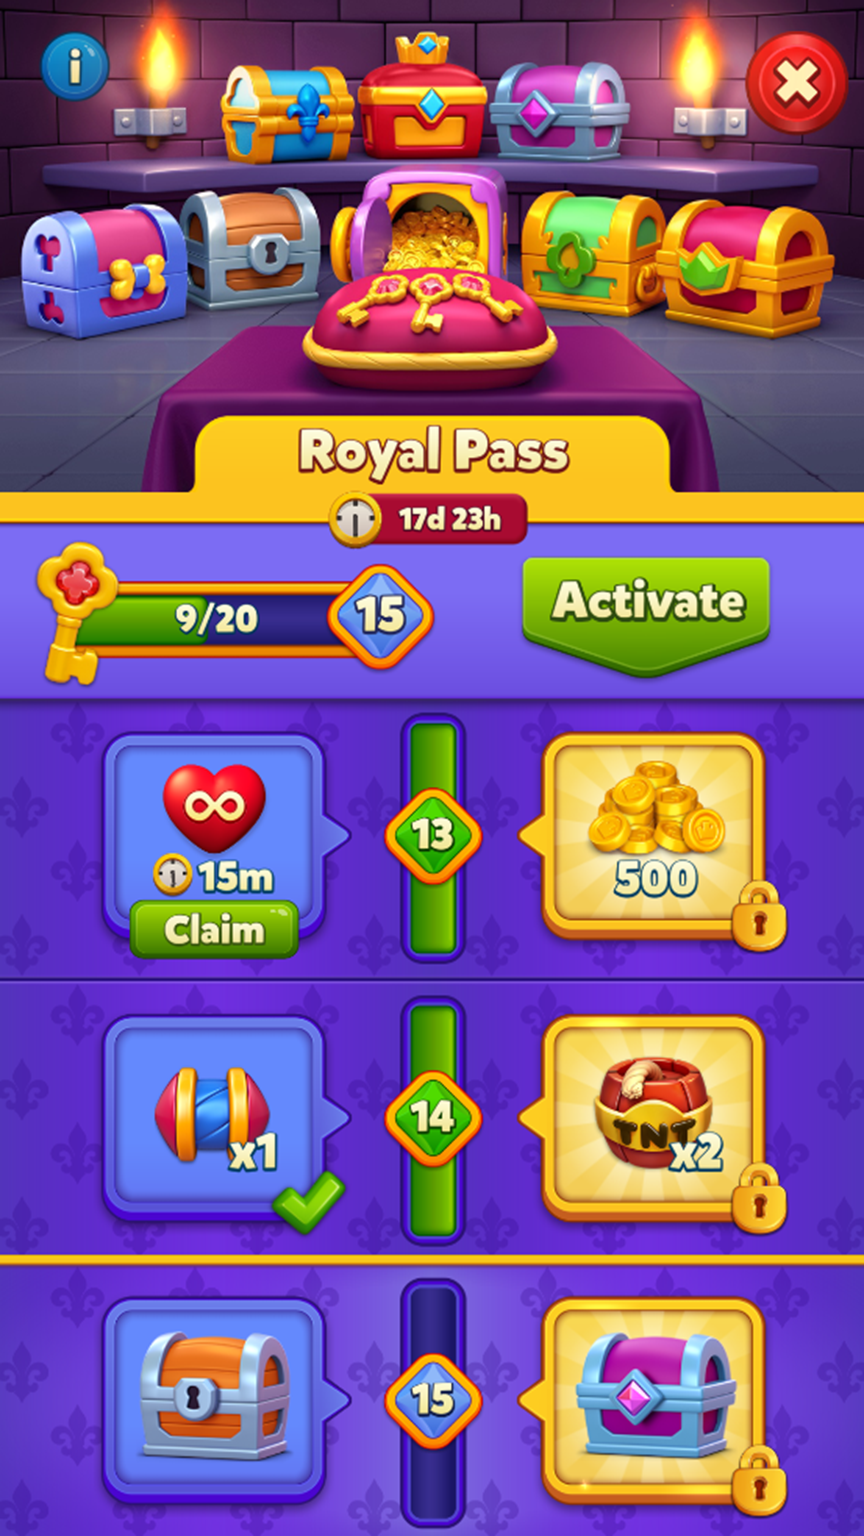 i
Royal Pass
17d 23h
9/20
15
Activate
∞
15m
Claim
13
500
x1
14
TNT
x2
15